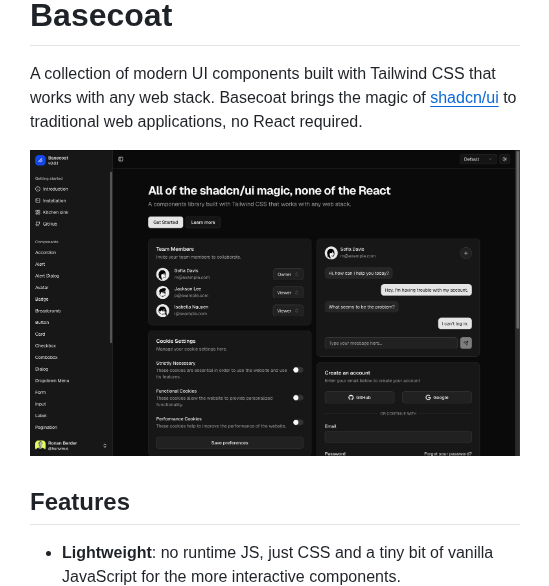 Basecoat
A collection of modern UI components built with Tailwind CSS that
works with any web stack. Basecoat brings the magic of shadcn/ui to
traditional web applications, no React required.
Basecoat
Default
Getting started
Introduction
Installation
Kitchen sink
GitHub
Components
Accordion
Alert
Alert Dialog
Avatar
Badge
Breadcrumb
Button
Card
Checkbox
Combobox
Dialog
Dropdown Menu
Form
Input
Label
Pagination
Ronan Berder
All of the shadcn/ui magic, none of the React
A components library built with Tailwind CSS that works with any web stack.
Get Started
Learn more
Team Members
Invite your team members to collaborate.
Sofia Davis
m@example.com
Owner
Jackson Lee
p@example.com
Viewer
Isabella Nguyen
i@example.com
Viewer
Cookie Settings
Manage your cookie settings here.
Strictly Necessary
These cookies are essential in order to use the website and use
its features.
Functional Cookies
These cookies allow the website to provide personalized
functionality.
Performance Cookies
These cookies help to improve the performance of the website.
Save preferences
Sofia Davis
m@example.com
Hi, how can I help you today?
Hey, I'm having trouble with my account.
What seems to be the problem?
I can't log in.
Type your message...
Create an account
Enter your email below to create your account
GitHub
Google
OR CONTINUE WITH
Email
Password
Forgot your password?
Features
• Lightweight: no runtime JS, just CSS and a tiny bit of vanilla
JavaScript for the more interactive components.